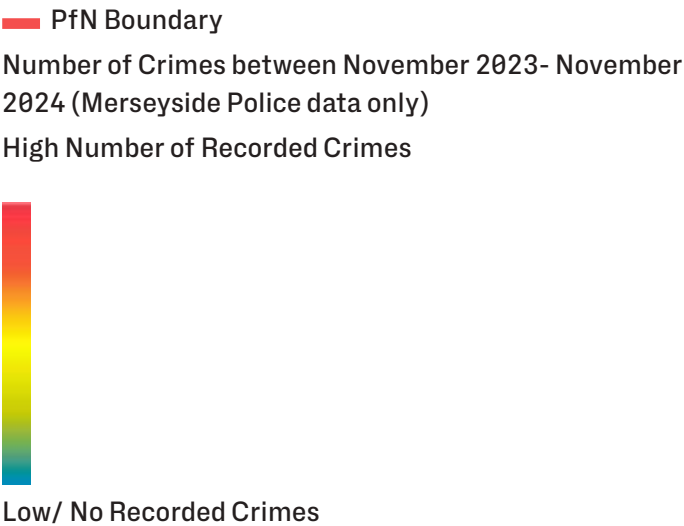 PfN Boundary
Number of Crimes between November 2023- November
2024 (Merseyside Police data only)
High Number of Recorded Crimes
Low/ No Recorded Crimes